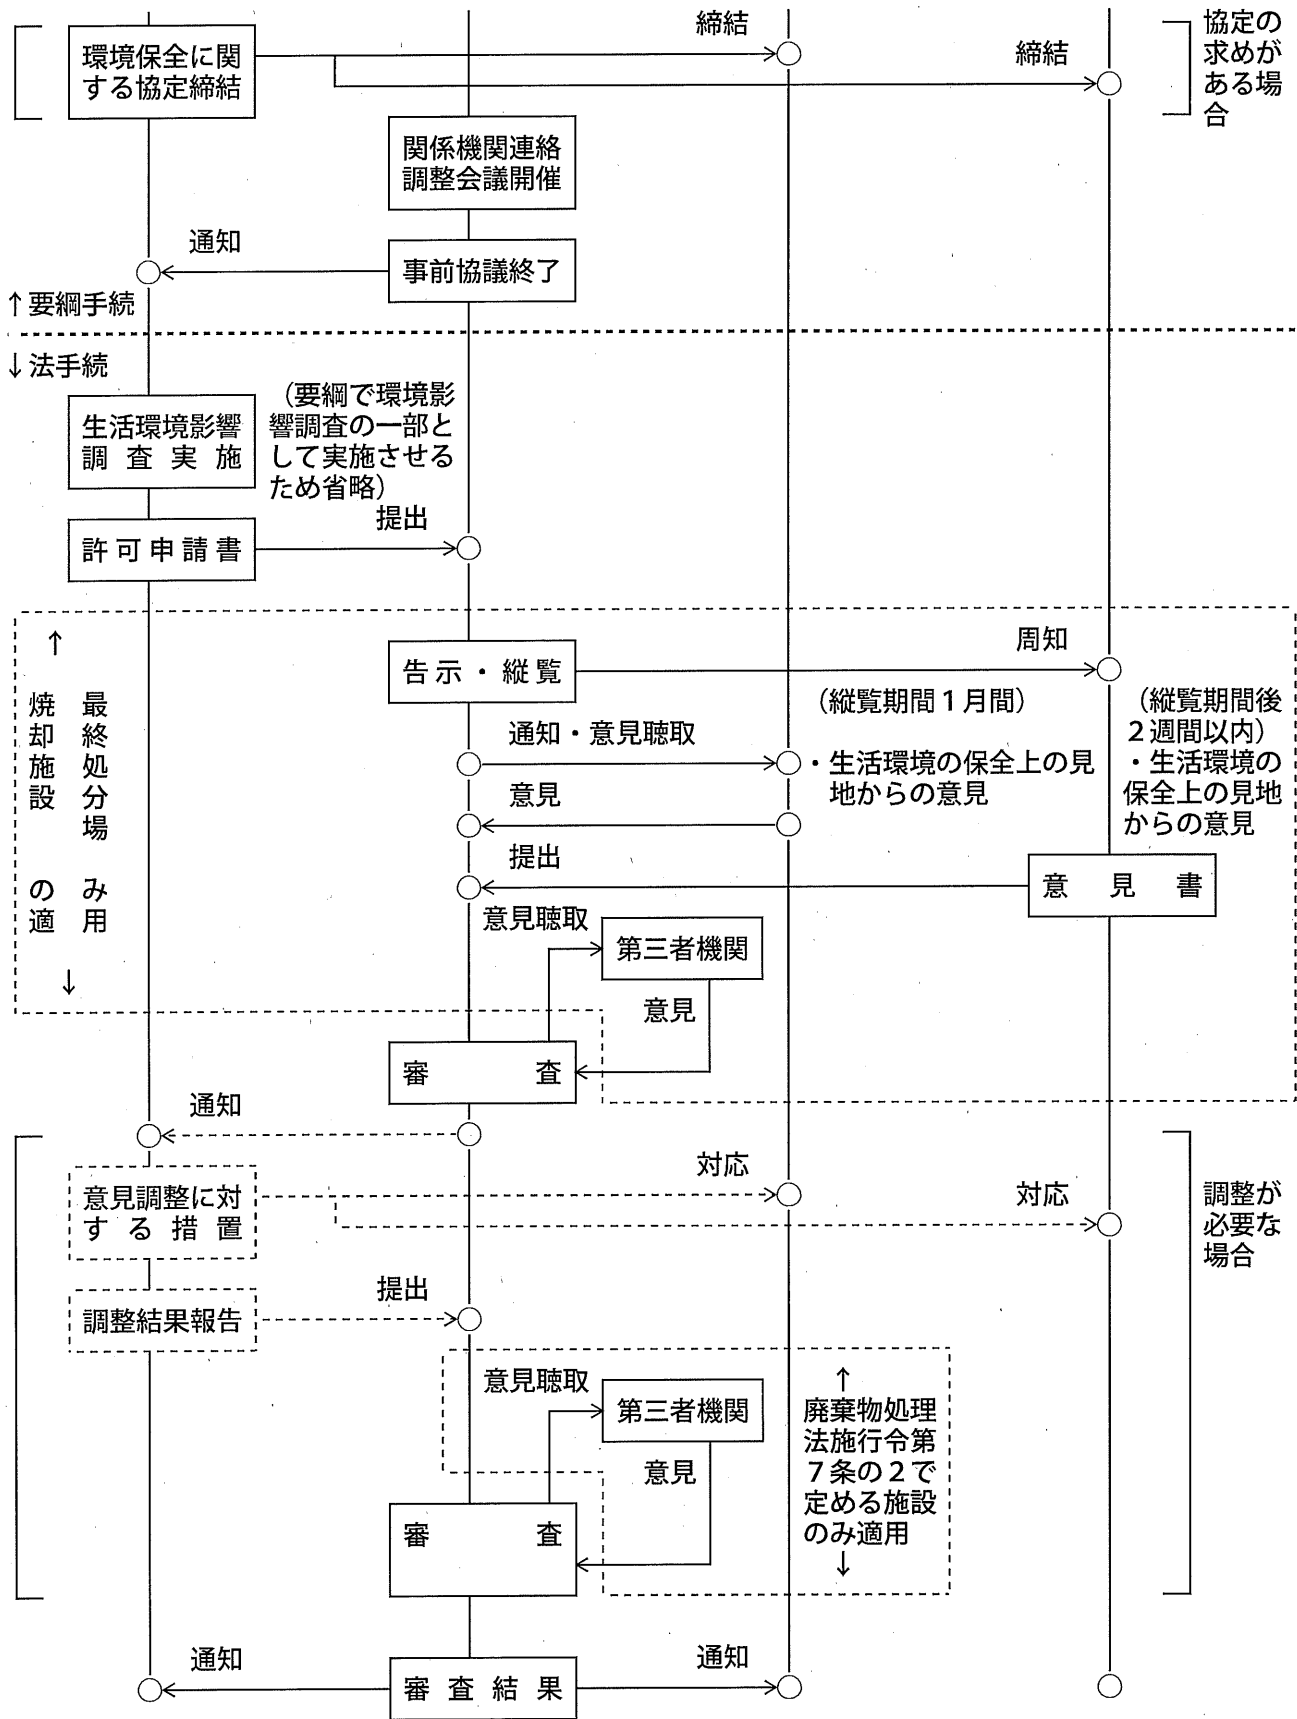 締結
協定の
求めが
ある場
合
環境保全に関
する協定締結
締結
関係機関連絡
調整会議開催
通知
事前協議終了
↑要綱手続
↓法手続
生活環境影響
調査実施
（要綱で環境影
響調査の一部と
して実施させる
ため省略）
提出
許可申請書
↑
最終処分場
焼却施設
のみ
適用
↓
告示・縦覧
周知
（縦覧期間１月間）
（縦覧期間後
２週間以内）
通知・意見聴取
・生活環境の保全上の見
地からの意見
・生活環境の
保全上の見地
からの意見
意見
提出
意見書
意見聴取
第三者機関
意見
審査
通知
対応
意見調整に対
する措置
対応
調整が
必要な
場合
提出
調整結果報告
意見聴取
第三者機関
意見
↑
廃棄物処理
法施行令第
７条の２で
定める施設
のみ適用
↓
審査
通知
審査結果
通知